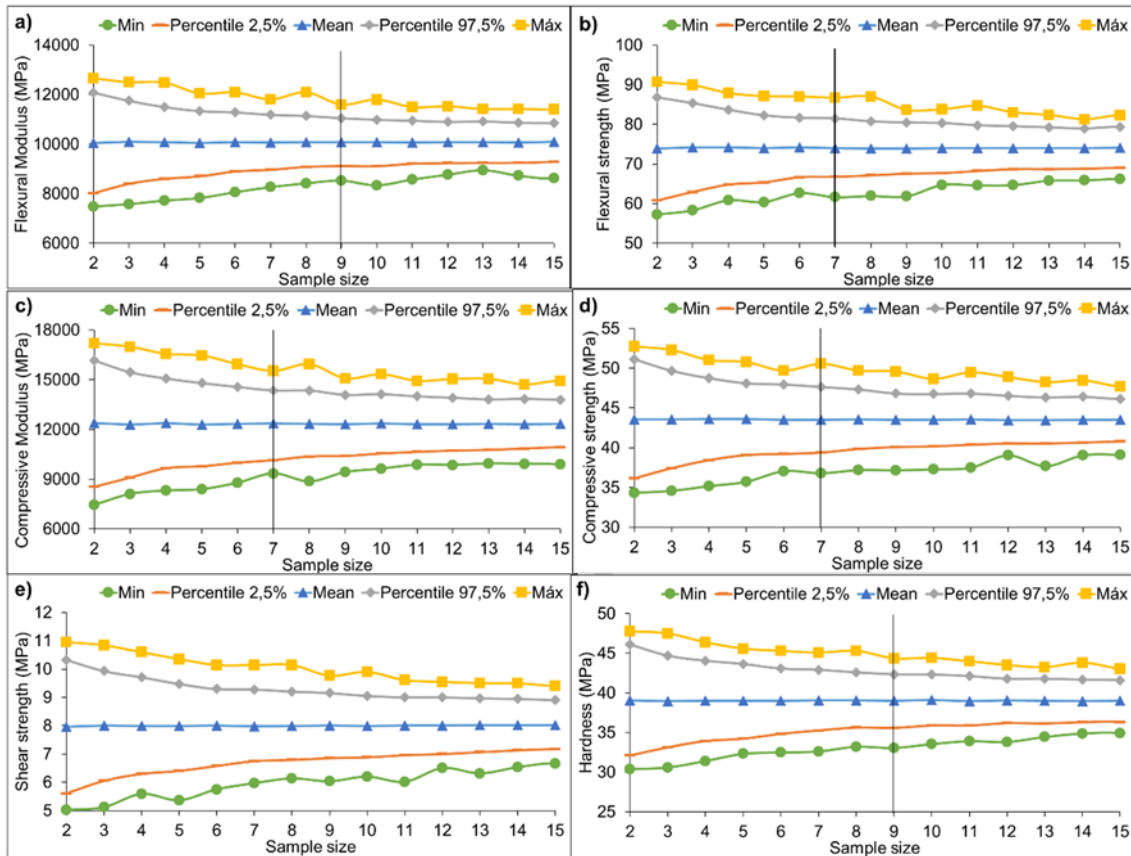 a)
Min Percentile 2,5% Mean Percentile 97,5% Máx
Flexural Modulus (MPa)
14000
12000
10000
8000
6000
2 3 4 5 6 7 8 9 10 11 12 13 14 15
Sample size
b)
Min Percentile 2,5% Mean Percentile 97,5% Máx
Flexural strength (MPa)
100
90
80
70
60
50
2 3 4 5 6 7 8 9 10 11 12 13 14 15
Sample size
c)
Min Percentile 2,5% Mean Percentile 97,5% Máx
Compressive Modulus (MPa)
18000
15000
12000
9000
6000
2 3 4 5 6 7 8 9 10 11 12 13 14 15
Sample size
d)
Min Percentile 2,5% Mean Percentile 97,5% Máx
Compressive strength (MPa)
55
50
45
40
35
30
2 3 4 5 6 7 8 9 10 11 12 13 14 15
Sample size
e)
Min Percentile 2,5% Mean Percentile 97,5% Máx
Shear strength (MPa)
12
11
10
9
8
7
6
5
2 3 4 5 6 7 8 9 10 11 12 13 14 15
Sample size
f)
Min Percentile 2,5% Mean Percentile 97,5% Máx
Hardness (MPa)
50
45
40
35
30
25
2 3 4 5 6 7 8 9 10 11 12 13 14 15
Sample size